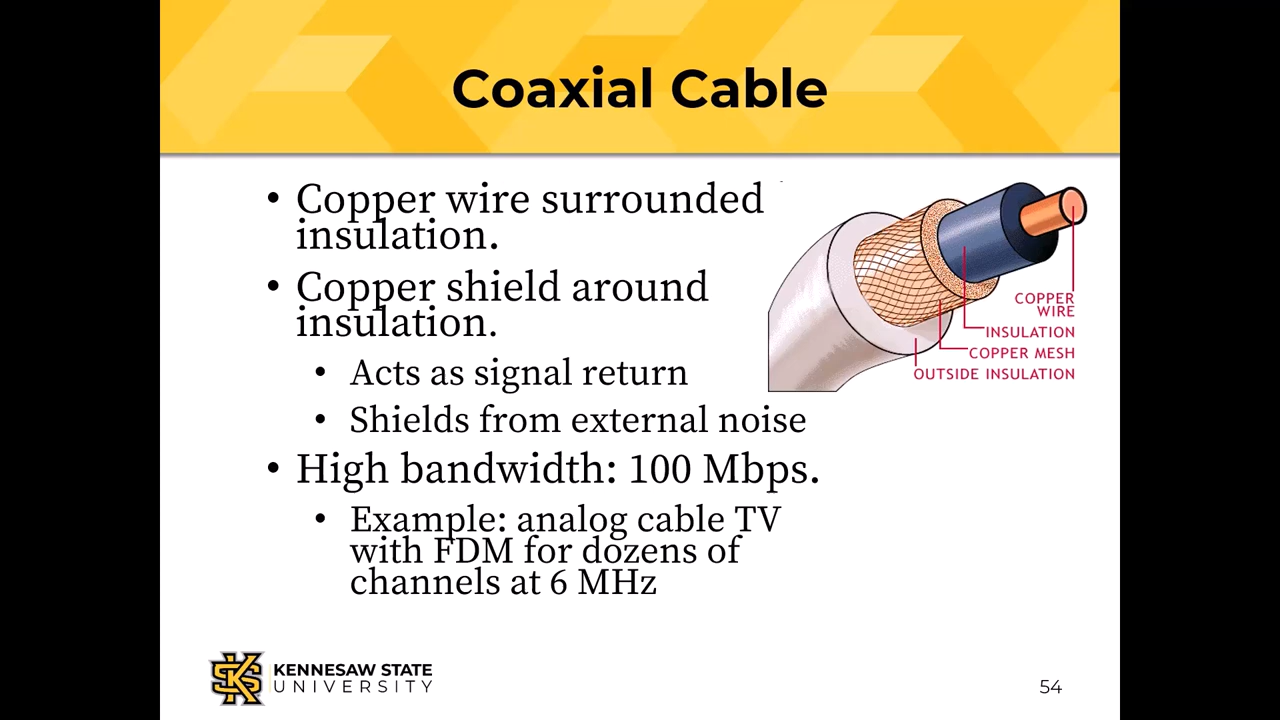 Coaxial Cable
• Copper wire surrounded
insulation.
• Copper shield around
insulation.
• Acts as signal return
• Shields from external noise
• High bandwidth: 100 Mbps.
• Example: analog cable TV
with FDM for dozens of
channels at 6 MHz
COPPER
WIRE
INSULATION
COPPER MESH
OUTSIDE INSULATION
KS
KENNESAW STATE
UNIVERSITY
54